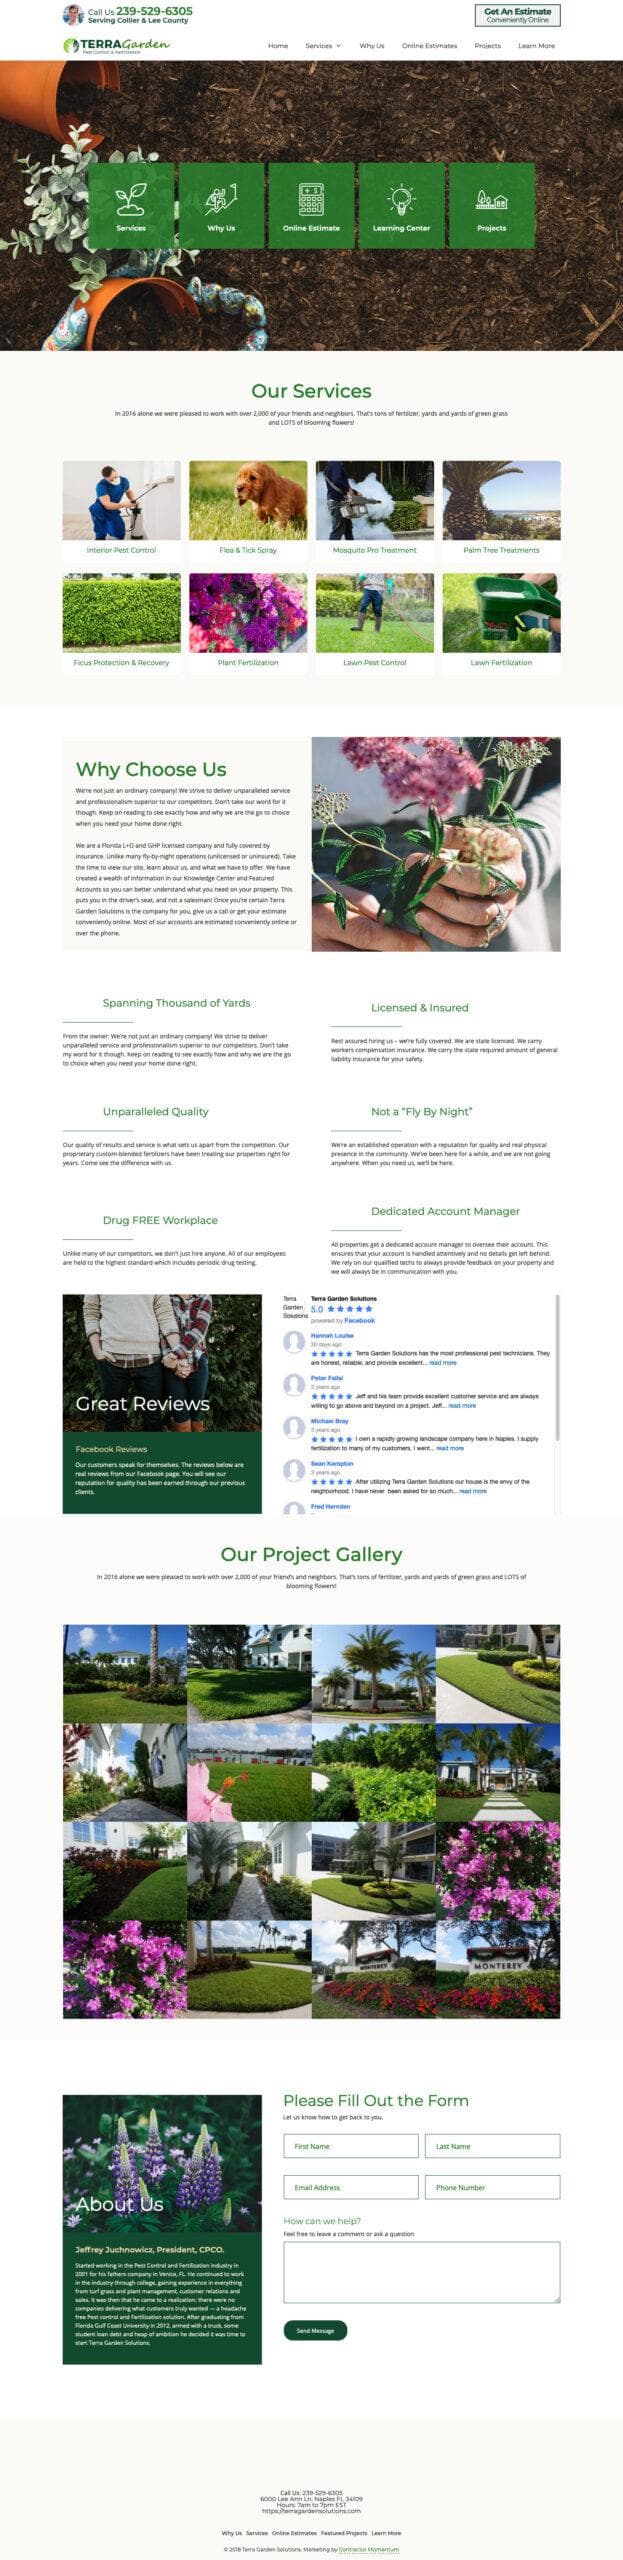 Call Us 239-529-6305
Serving Collier & Lee County
Get An Estimate
Conveniently Online
TERRAGarden
Pest Control & Fertilization
Home Services Why Us Online Estimates Projects Learn More
Services Why Us Online Estimate Learning Center Projects
Our Services
In 2016 alone we were pleased to work with over 2,000 of your friends and neighbors. That's tons of fertilizer, yards and yards of green grass
and LOTS of blooming flowers!
Interior Pest Control Flea & Tick Spray Mosquito Pro Treatment Palm Tree Treatments
Ficus Protection & Recovery Plant Fertilization Lawn Pest Control Lawn Fertilization
Why Choose Us
We're not just an ordinary company! We strive to deliver unparalleled service
and professionalism superior to our competitors. Don't take our word for it
though. Keep on reading to see exactly how and why we are the go to choice
when you need your home done right.
We are a Florida L+O and GHP licensed company and fully covered by
insurance. Unlike many fly-by-night operations (unlicensed or uninsured). Take
the time to view our site, learn about us, and what we have to offer. We have
created a wealth of information in our Knowledge Center and Featured
Accounts so you can better understand what you need on your property. This
puts you in the driver's seat, and not a salesman! Once you're certain Terra
Garden Solutions is the company for you, give us a call or get your estimate
conveniently online. Most of our accounts are estimated conveniently online or
over the phone.
Spanning Thousand of Yards
From the owner: We're not just an ordinary company! We strive to deliver
unparalleled service and professionalism superior to our competitors. Don't take
my word for it though. Keep on reading to see exactly how and why we are the go
to choice when you need your home done right.
Licensed & Insured
Rest assured hiring us – we're fully covered. We are state licensed. We carry
workers compensation insurance. We carry the state required amount of general
liability insurance for your safety.
Unparalleled Quality
Our quality of results and service is what sets us apart from the competition. Our
proprietary custom-blended fertilizers have been treating our properties right for
years. Come see the difference with us.
Not a “Fly By Night”
We're an established operation with a reputation for quality and real physical
presence in the community. We've been here for a while, and we are not going
anywhere. When you need us, we'll be here.
Drug FREE Workplace
Unlike many of our competitors, we don't just hire anyone. All of our employees
are held to the highest standard which includes periodic drug testing.
Dedicated Account Manager
All properties get a dedicated account manager to oversee their account. This
ensures that your account is handled attentively and no details get left behind.
We rely on our qualified techs to always provide feedback on your property and
we will always be in communication with you.
Great Reviews
Facebook Reviews
Our customers speak for themselves. The reviews below are
real reviews from our Facebook page. You will see our
reputation for quality has been earned through our previous
clients.
Terra
Garden
Solutions
Terra Garden Solutions
5.0
powered by Facebook
Hannah Louise
30 days ago
Terra Garden Solutions has the most professional pest technicians. They
are honest, reliable, and provide excellent... read more
Peter Falisi
2 years ago
Jeff and his team provide excellent customer service and are always
willing to go above and beyond on a project. Jeff... read more
Michael Bray
3 years ago
I own a rapidly growing landscape company here in Naples. I supply
fertilization to many of my customers. I went... read more
Sean Kempton
3 years ago
After utilizing Terra Garden Solutions our house is the envy of the
neighborhood. I have never been asked for so much... read more
Fred Hernden
Our Project Gallery
In 2016 alone we were pleased to work with over 2,000 of your friend's and neighbors. That's tons of fertilizer, yards and yards of green grass and LOTS of
blooming flowers!
MONTEREY
MONTEREY
About Us
Jeffrey Juchnowicz, President, CPCO.
Started working in the Pest Control and Fertilization industry in
2001 for his fathers company in Venice, FL. He continued to work
in the industry through college, gaining experience in everything
from turf grass and plant management, customer relations and
sales. It was then that he came to a realization: there were no
companies delivering what customers truly wanted — a headache
free Pest control and Fertilization solution. After graduating from
Florida Gulf Coast University in 2012, armed with a truck, some
student loan debt and heap of ambition he decided it was time to
start Terra Garden Solutions.
Please Fill Out the Form
Let us know how to get back to you.
First Name Last Name
Email Address Phone Number
How can we help?
Feel free to leave a comment or ask a question
Send Message
Call Us: 239-529-6305
6000 Lee Ann Ln, Naples FL, 34109
Hours: 7am to 7pm EST
https://terragardensolutions.com
Why Us Services Online Estimates Featured Projects Learn More
© 2018 Terra Garden Solutions. Marketing by Contractor Momentum